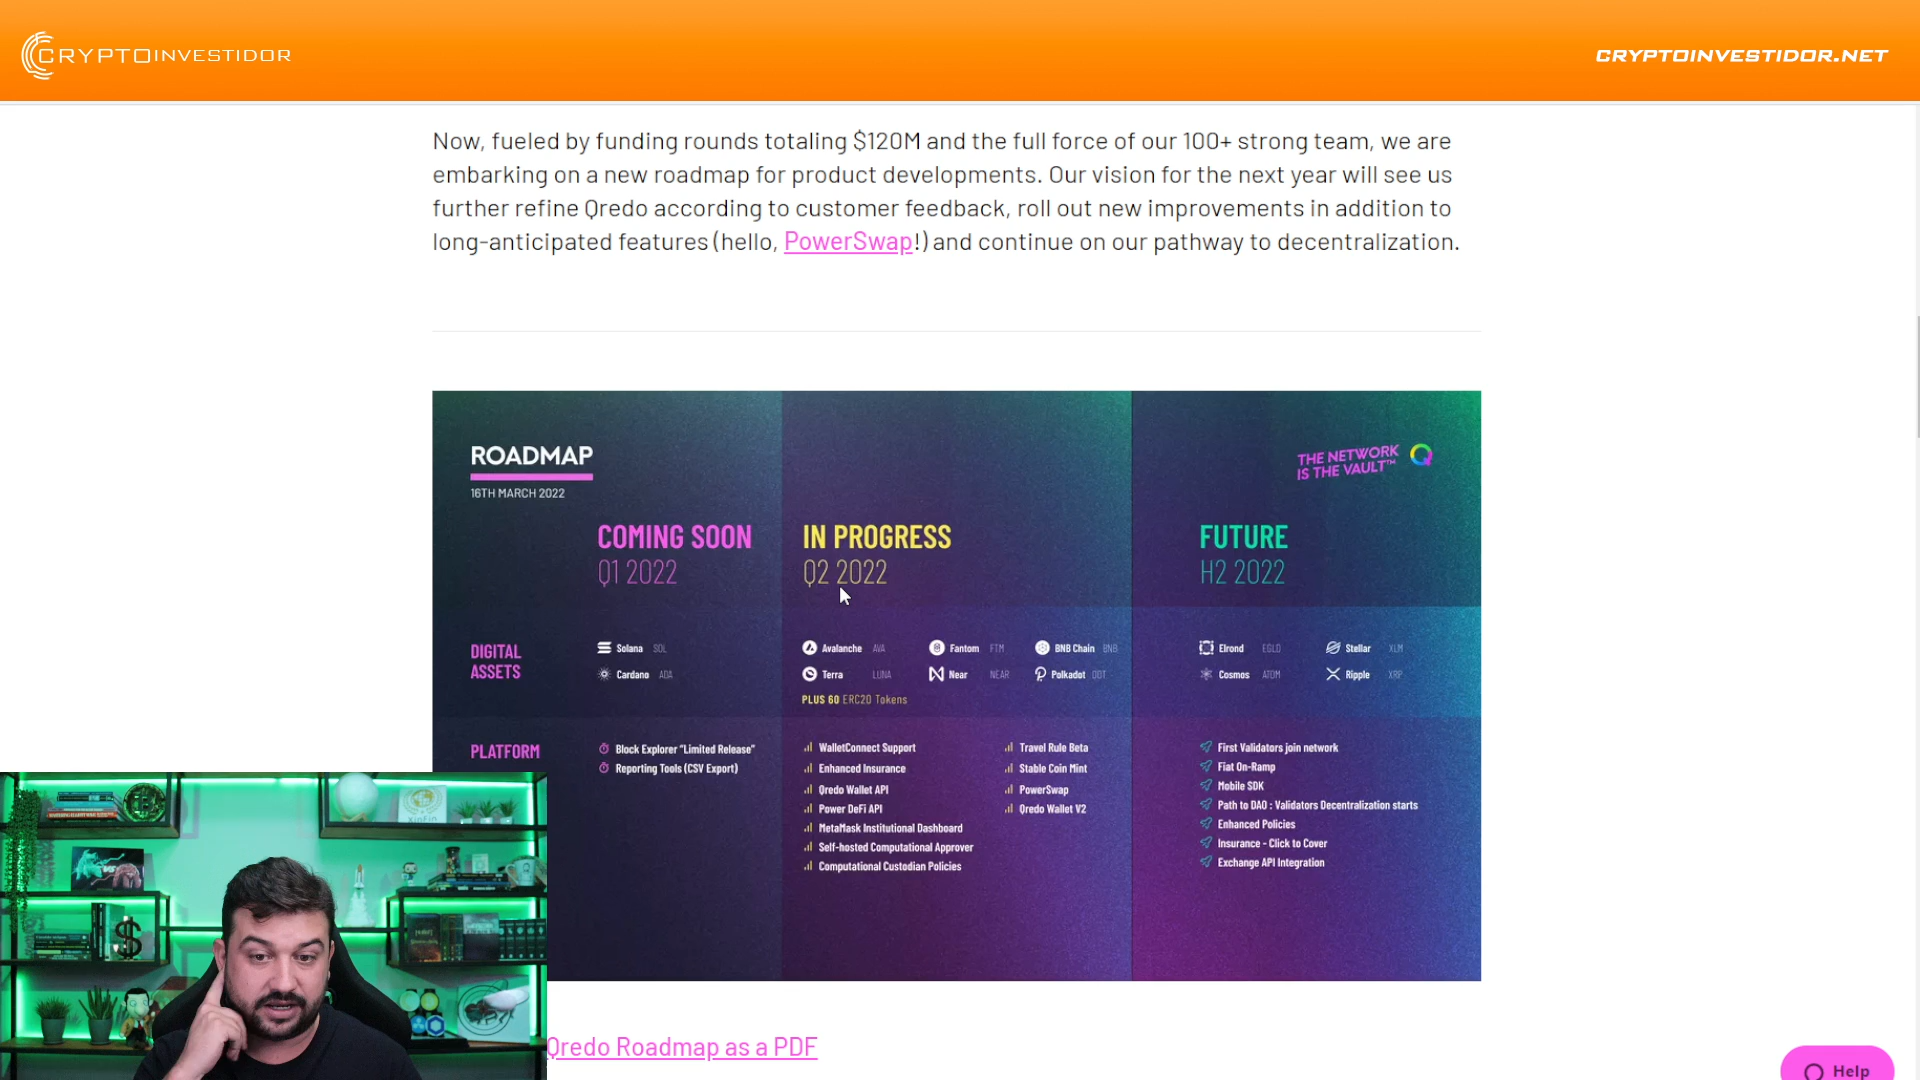 CRYPTOINVESTIDOR
CRYPTOINVESTIDOR.NET
Now, fueled by funding rounds totaling $120M and the full force of our 100+ strong team, we are
embarking on a new roadmap for product developments. Our vision for the next year will see us
further refine Qredo according to customer feedback, roll out new improvements in addition to
long-anticipated features (hello, PowerSwap!) and continue on our pathway to decentralization.
ROADMAP
16TH MARCH 2022
THE NETWORK
IS THE VAULT™
COMING SOON
Q1 2022
IN PROGRESS
Q2 2022
FUTURE
H2 2022
DIGITAL
ASSETS
Solana SOL
Cardano ADA
Avalanche AVA
Fantom FTM
BNB Chain BNB
Terra LUNA
Near NEAR
Polkadot DOT
PLUS 60 ERC20 Tokens
Elrond EGLD
Stellar XLM
Cosmos ATOM
Ripple XRP
PLATFORM
Block Explorer “Limited Release”
Reporting Tools (CSV Export)
WalletConnect Support
Enhanced Insurance
Qredo Wallet API
Power DeFi API
MetaMask Institutional Dashboard
Self-hosted Computational Approver
Computational Custodian Policies
Travel Rule Beta
Stable Coin Mint
PowerSwap
Qredo Wallet V2
First Validators join network
Fiat On-Ramp
Mobile SDK
Path to DAO : Validators Decentralization starts
Enhanced Policies
Insurance - Click to Cover
Exchange API Integration
XinFin
$
Qredo Roadmap as a PDF
Help